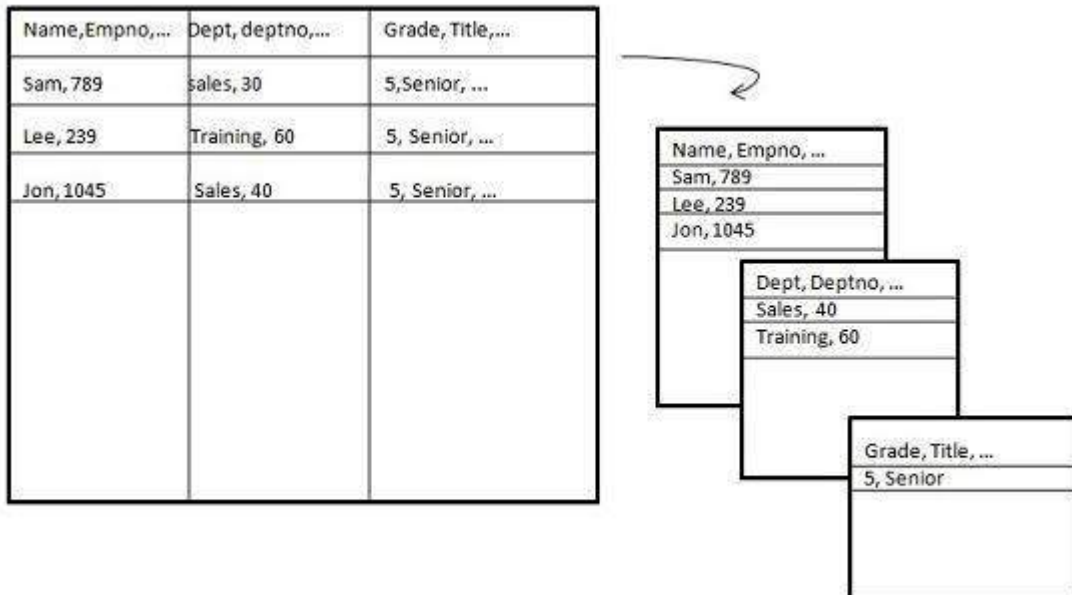 Name,Empno,... Dept, deptno,... Grade, Title,...
Sam, 789 sales, 30 5,Senior, ...
Lee, 239 Training, 60 5, Senior, ...
Jon, 1045 Sales, 40 5, Senior, ...
Name, Empno, ...
Sam, 789
Lee, 239
Jon, 1045
Dept, Deptno, ...
Sales, 40
Training, 60
Grade, Title, ...
5, Senior